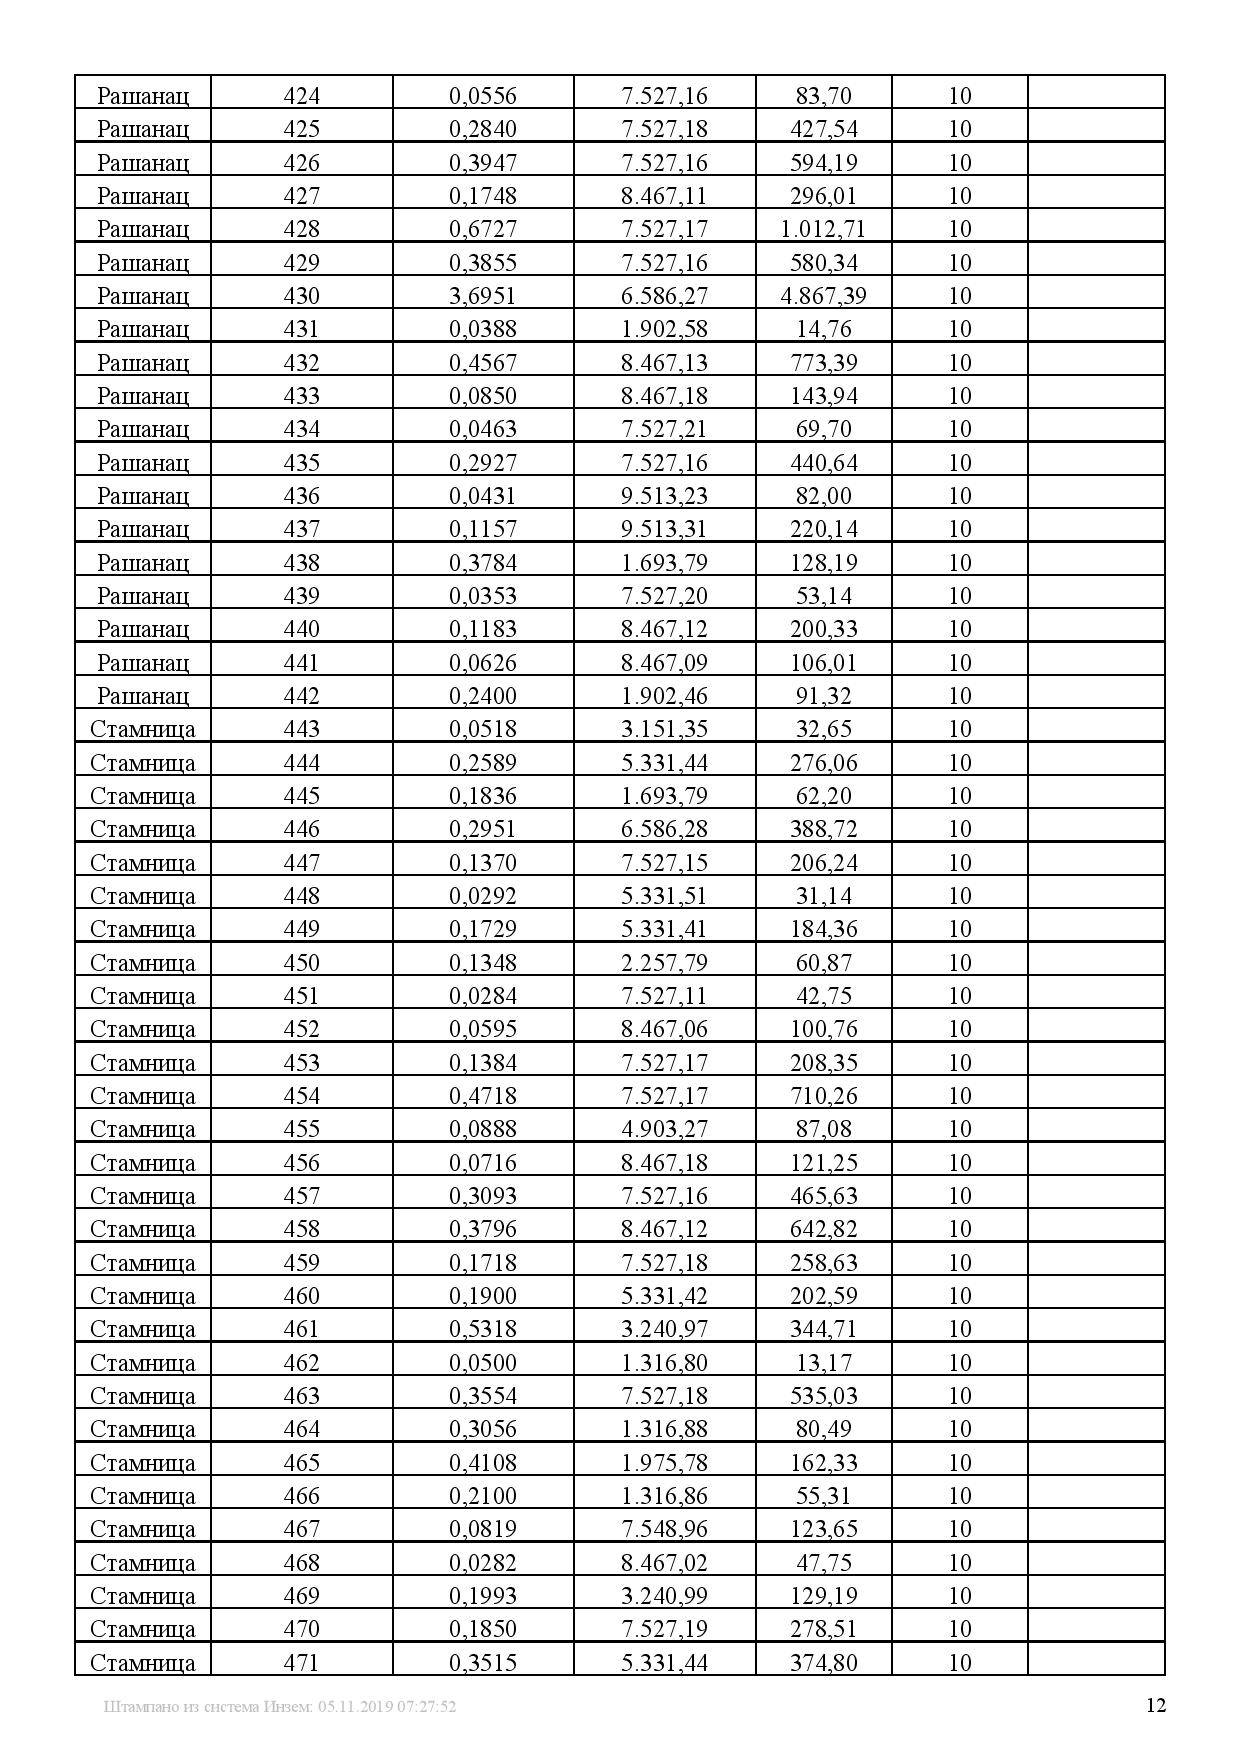 Рашанац 424 0,0556 7.527,16 83,70 10
Рашанац 425 0,2840 7.527,18 427,54 10
Рашанац 426 0,3947 7.527,16 594,19 10
Рашанац 427 0,1748 8.467,11 296,01 10
Рашанац 428 0,6727 7.527,17 1.012,71 10
Рашанац 429 0,3855 7.527,16 580,34 10
Рашанац 430 3,6951 6.586,27 4.867,39 10
Рашанац 431 0,0388 1.902,58 14,76 10
Рашанац 432 0,4567 8.467,13 773,39 10
Рашанац 433 0,0850 8.467,18 143,94 10
Рашанац 434 0,0463 7.527,21 69,70 10
Рашанац 435 0,2927 7.527,16 440,64 10
Рашанац 436 0,0431 9.513,23 82,00 10
Рашанац 437 0,1157 9.513,31 220,14 10
Рашанац 438 0,3784 1.693,79 128,19 10
Рашанац 439 0,0353 7.527,20 53,14 10
Рашанац 440 0,1183 8.467,12 200,33 10
Рашанац 441 0,0626 8.467,09 106,01 10
Рашанац 442 0,2400 1.902,46 91,32 10
Стамница 443 0,0518 3.151,35 32,65 10
Стамница 444 0,2589 5.331,44 276,06 10
Стамница 445 0,1836 1.693,79 62,20 10
Стамница 446 0,2951 6.586,28 388,72 10
Стамница 447 0,1370 7.527,15 206,24 10
Стамница 448 0,0292 5.331,51 31,14 10
Стамница 449 0,1729 5.331,41 184,36 10
Стамница 450 0,1348 2.257,79 60,87 10
Стамница 451 0,0284 7.527,11 42,75 10
Стамница 452 0,0595 8.467,06 100,76 10
Стамница 453 0,1384 7.527,17 208,35 10
Стамница 454 0,4718 7.527,17 710,26 10
Стамница 455 0,0888 4.903,27 87,08 10
Стамница 456 0,0716 8.467,18 121,25 10
Стамница 457 0,3093 7.527,16 465,63 10
Стамница 458 0,3796 8.467,12 642,82 10
Стамница 459 0,1718 7.527,18 258,63 10
Стамница 460 0,1900 5.331,42 202,59 10
Стамница 461 0,5318 3.240,97 344,71 10
Стамница 462 0,0500 1.316,80 13,17 10
Стамница 463 0,3554 7.527,18 535,03 10
Стамница 464 0,3056 1.316,88 80,49 10
Стамница 465 0,4108 1.975,78 162,33 10
Стамница 466 0,2100 1.316,86 55,31 10
Стамница 467 0,0819 7.548,96 123,65 10
Стамница 468 0,0282 8.467,02 47,75 10
Стамница 469 0,1993 3.240,99 129,19 10
Стамница 470 0,1850 7.527,19 278,51 10
Стамница 471 0,3515 5.331,44 374,80 10
Штампано из система Инзем: 05.11.2019 07:27:52 12